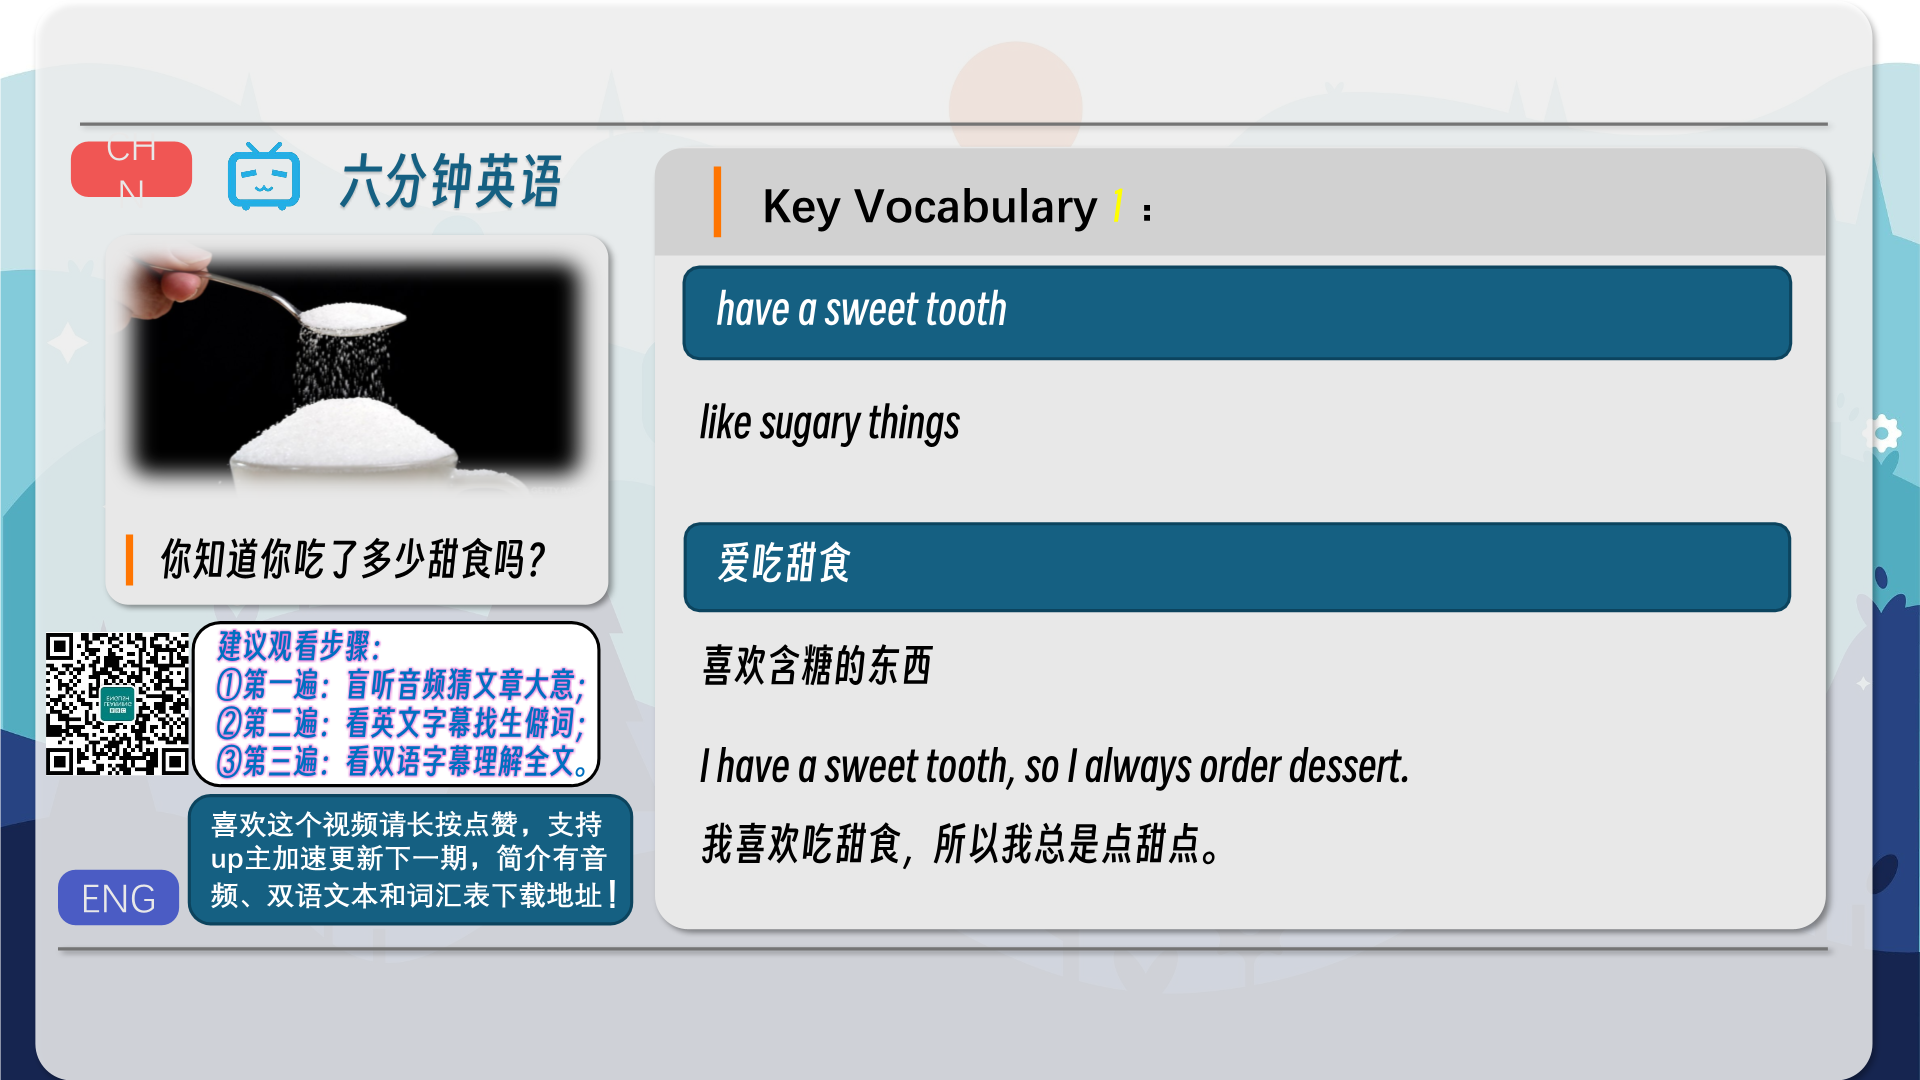 CH
N
六分钟英语
你知道你吃了多少甜食吗？
建议观看步骤：
①第一遍：盲听音频猜文章大意；
②第二遍：看英文字幕找生僻词；
③第三遍：看双语字幕理解全文。
喜欢这个视频请长按点赞，支持
up主加速更新下一期，简介有音
频、双语文本和词汇表下载地址！
ENG
Key Vocabulary 1：
have a sweet tooth
like sugary things
爱吃甜食
喜欢含糖的东西
I have a sweet tooth, so I always order dessert.
我喜欢吃甜食，所以我总是点甜点。